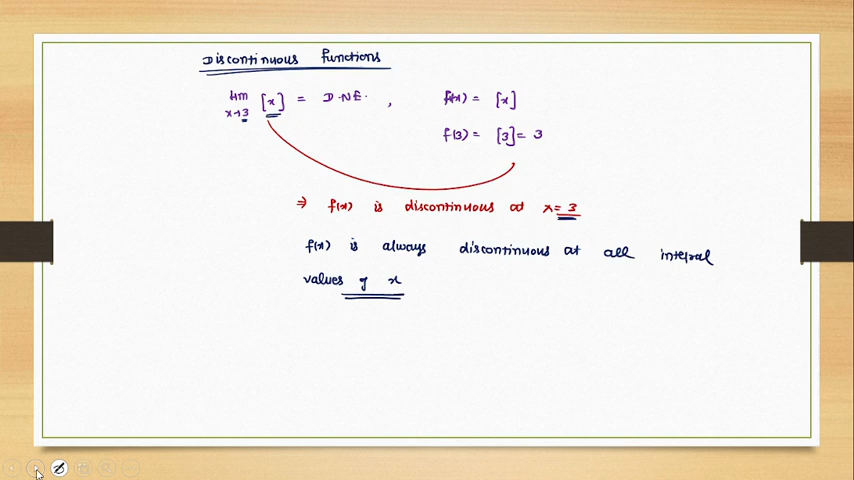 Discontinuous functions
lim x→3 [x] = D.N.E. , f(x) = [x]
f(3) = [3] = 3
⇒ f(x) is discontinuous at x = 3
f(x) is always discontinuous at all integral
values of x